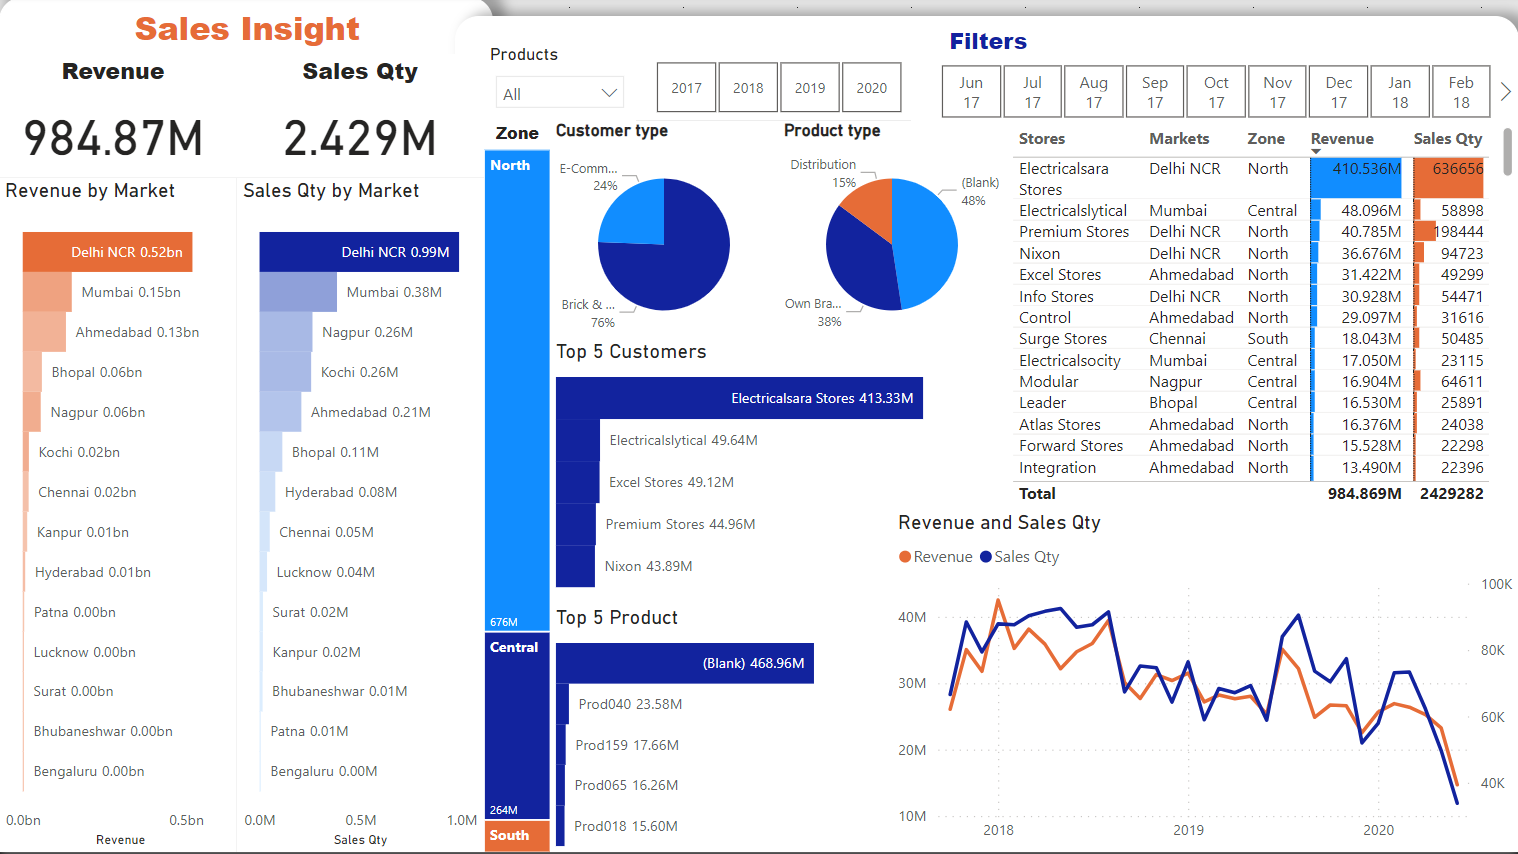 Sales Insight
Revenue
Sales Qty
984.87M
2.429M
Revenue by Market
Delhi NCR 0.52bn
Mumbai 0.15bn
Ahmedabad 0.13bn
Bhopal 0.06bn
Nagpur 0.06bn
Kochi 0.02bn
Chennai 0.02bn
Kanpur 0.01bn
Hyderabad 0.01bn
Patna 0.00bn
Lucknow 0.00bn
Surat 0.00bn
Bhubaneshwar 0.00bn
Bengaluru 0.00bn
0.0bn 0.5bn
Revenue
Sales Qty by Market
Delhi NCR 0.99M
Mumbai 0.38M
Nagpur 0.26M
Kochi 0.26M
Ahmedabad 0.21M
Bhopal 0.11M
Hyderabad 0.08M
Chennai 0.05M
Lucknow 0.04M
Surat 0.02M
Kanpur 0.02M
Bhubaneshwar 0.01M
Patna 0.01M
Bengaluru 0.00M
0.0M 0.5M 1.0M
Sales Qty
Products
All
2017 2018 2019 2020
Zone
North
676M
Central
264M
South
Customer type
E-Comm...
24%
Brick & ...
76%
Product type
Distribution
15%
(Blank)
48%
Own Bra...
38%
Top 5 Customers
Electricalsara Stores 413.33M
Electricalslytical 49.64M
Excel Stores 49.12M
Premium Stores 44.96M
Nixon 43.89M
Top 5 Product
(Blank) 468.96M
Prod040 23.58M
Prod159 17.66M
Prod065 16.26M
Prod018 15.60M
Filters
Jun 17
Jul 17
Aug 17
Sep 17
Oct 17
Nov 17
Dec 17
Jan 18
Feb 18
Stores Markets Zone Revenue Sales Qty
Electricalsara Stores Delhi NCR North 410.536M 636656
Electricalslytical Mumbai Central 48.096M 58898
Premium Stores Delhi NCR North 40.785M 198444
Nixon Delhi NCR North 36.676M 94723
Excel Stores Ahmedabad North 31.422M 49299
Info Stores Delhi NCR North 30.928M 54471
Control Ahmedabad North 29.097M 31616
Surge Stores Chennai South 18.043M 50485
Electricalsocity Mumbai Central 17.050M 23115
Modular Nagpur Central 16.904M 64611
Leader Bhopal Central 16.530M 25891
Atlas Stores Ahmedabad North 16.376M 24038
Forward Stores Ahmedabad North 15.528M 22298
Integration Ahmedabad North 13.490M 22396
Total 984.869M 2429282
Revenue and Sales Qty
Revenue Sales Qty
100K
40M 80K
30M 60K
20M 40K
10M
2018 2019 2020